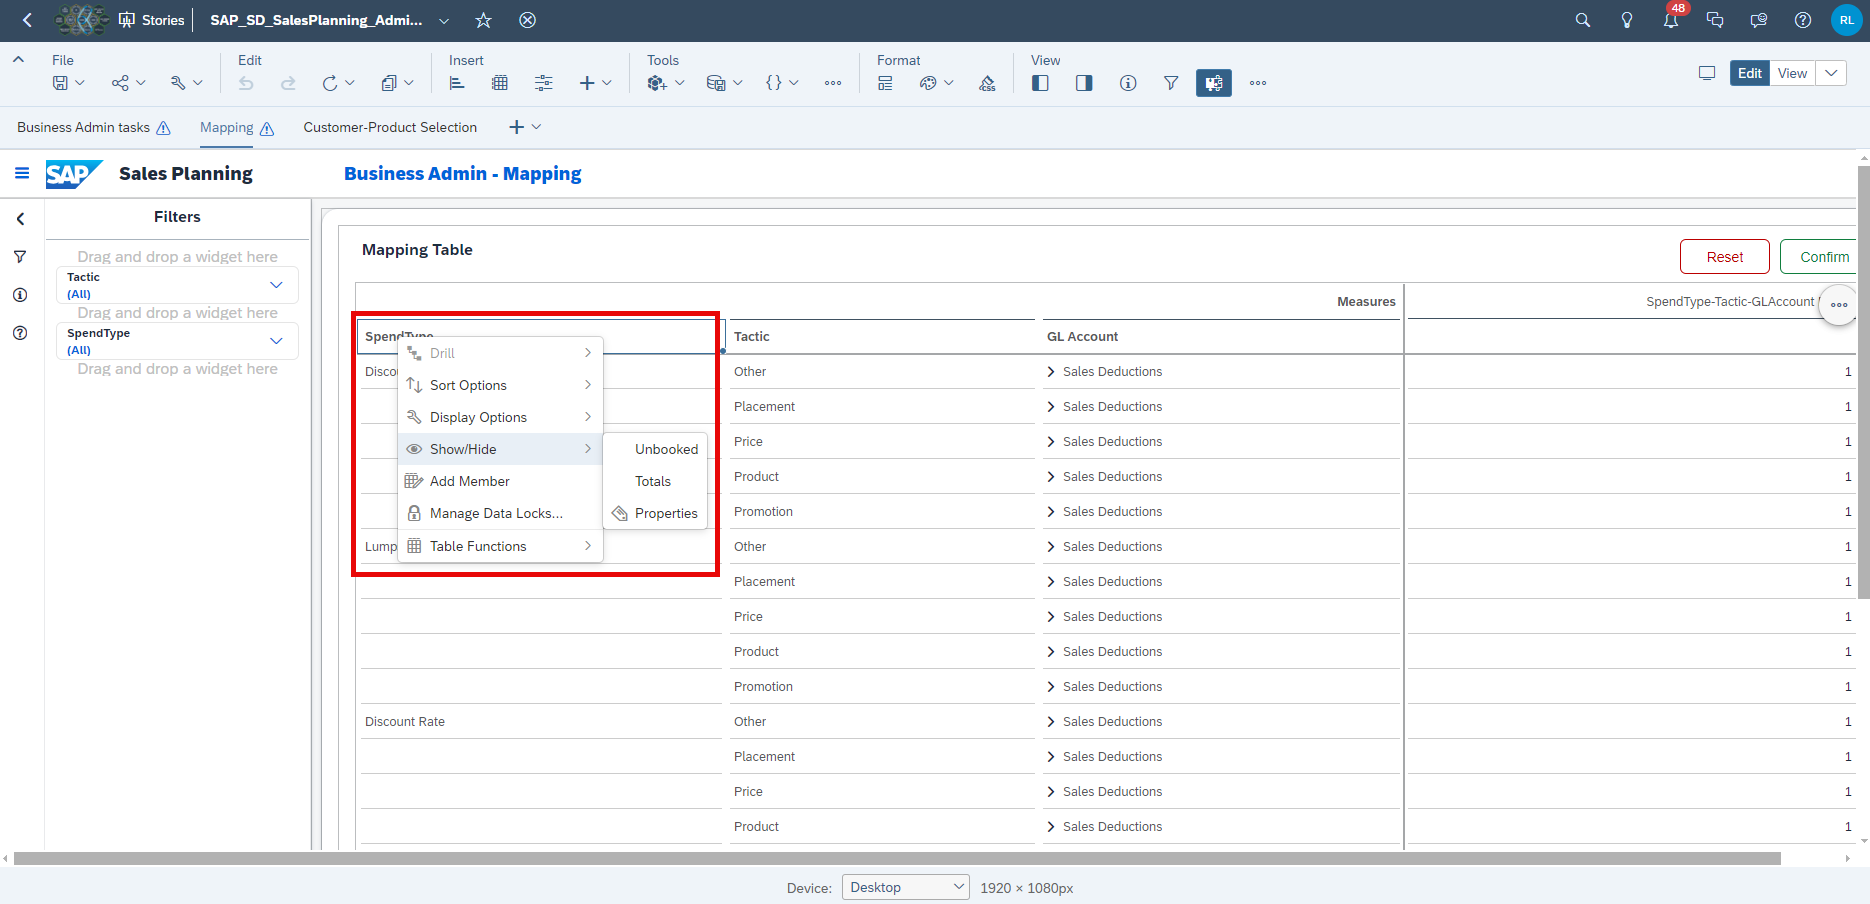 Stories
SAP_SD_SalesPlanning_Admi...
48
RL
File
Edit
Insert
Tools
Format
View
CSS
Edit
View
Business Admin tasks
Mapping
Customer-Product Selection
SAP
Sales Planning
Business Admin - Mapping
Filters
Drag and drop a widget here
Tactic
(All)
Drag and drop a widget here
SpendType
(All)
Drag and drop a widget here
Mapping Table
Reset
Confirm
Measures
SpendType-Tactic-GLAccount
SpendType
Tactic
GL Account
Drill
Sort Options
Display Options
Show/Hide
Add Member
Manage Data Locks...
Table Functions
Unbooked
Totals
Properties
Other
Sales Deductions
1
Placement
Sales Deductions
1
Price
Sales Deductions
1
Product
Sales Deductions
1
Promotion
Sales Deductions
1
Lump
Other
Sales Deductions
1
Placement
Sales Deductions
1
Price
Sales Deductions
1
Product
Sales Deductions
1
Promotion
Sales Deductions
1
Discount Rate
Other
Sales Deductions
1
Placement
Sales Deductions
1
Price
Sales Deductions
1
Product
Sales Deductions
1
Device:
Desktop
1920 × 1080px